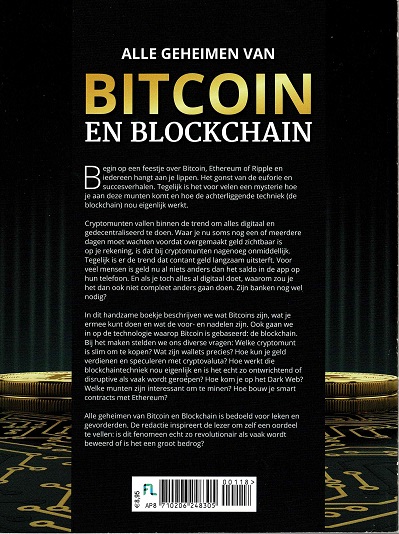 ALLE GEHEIMEN VAN
BITCOIN
EN BLOCKCHAIN
Begin op een feestje over Bitcoin, Ethereum of Ripple en
iedereen hangt aan je lippen. Het gonst van de euforie en
succesverhalen. Tegelijk is het voor velen een mysterie hoe
je aan deze munten komt en hoe de achterliggende techniek (de
blockchain) nou eigenlijk werkt.
Cryptomunten vallen binnen de trend om alles digitaal en
gedecentraliseerd te doen. Waar je nu soms nog een of meerdere
dagen moet wachten voordat overgemaakt geld zichtbaar is
op je rekening, is dat bij cryptomunten nagenoeg onmiddellijk.
Tegelijk is er de trend dat contant geld langzaam uitsterft. Voor
veel mensen is geld nu al niets anders dan het saldo in de app op
hun telefoon. En als je toch alles al digitaal doet, waarom zou je
het dan ook niet compleet anders gaan doen. Zijn banken nog wel
nodig?
In dit handzame boekje beschrijven we wat Bitcoins zijn, wat je
ermee kunt doen en wat de voor- en nadelen zijn. Ook gaan we
in op de technologie waarop Bitcoin is gebaseerd: de blockchain.
Bij het maken stelden we ons diverse vragen: Welke cryptomunt
is slim om te kopen? Wat zijn wallets precies? Hoe kun je geld
verdienen en speculeren met cryptovaluta? Hoe werkt die
blockchaintechniek nou eigenlijk en is het echt zo ontwrichtend of
disruptive als vaak wordt geroepen? Hoe kom je op het Dark Web?
Welke munten zijn interessant om te minen? Hoe bouw je smart
contracts met Ethereum?
Alle geheimen van Bitcoin en Blockchain is bedoeld voor leken en
gevorderden. De redactie inspireert de lezer om zelf een oordeel
te vellen: is dit fenomeen echt zo revolutionair als vaak wordt
beweerd of is het een groot bedrog?
00118
FL
€8,95
AP8 710206 248305